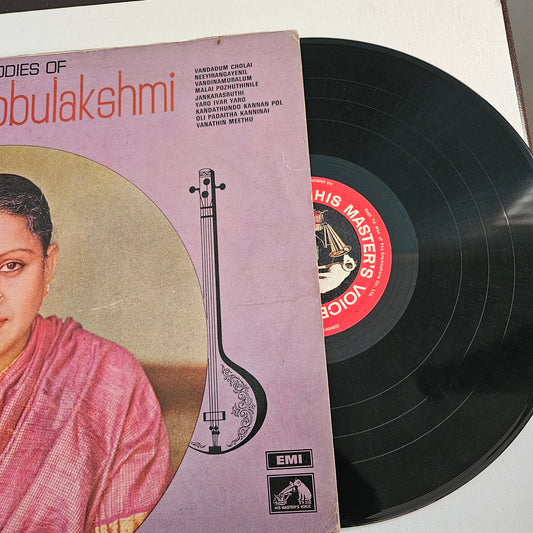 ODIES OF
bbulakshmi
VANDADUM CHOLAI
NEEYIRANGAYENIL
VANDINAMURALUM
MALAI POZHUTHINILE
JANKARASRUTHI
YARO IVAR YARO
KANDATHUNDO KANNAN POL
OLI PADAITHA KANNINAI
VANATHIN MEETHU
HIS MASTER'S VOICE
EMI
HIS MASTER'S VOICE